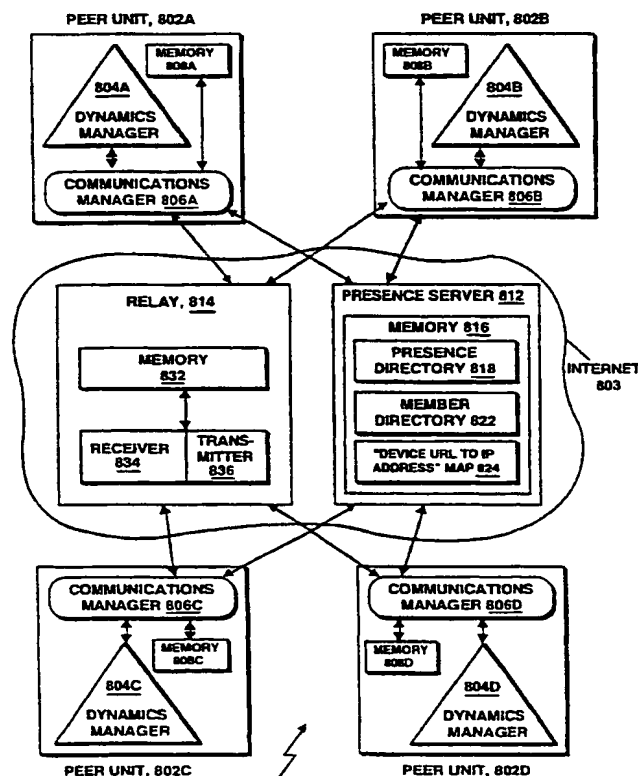 PEER UNIT, 802A
PEER UNIT, 802B
MEMORY
808A
804A
DYNAMICS
MANAGER
COMMUNICATIONS
MANAGER 806A
MEMORY
808B
804B
DYNAMICS
MANAGER
COMMUNICATIONS
MANAGER 806B
RELAY, 814
MEMORY
832
RECEIVER
834
TRANS-
MITTER
836
PRESENCE SERVER 812
MEMORY 816
PRESENCE
DIRECTORY 818
MEMBER
DIRECTORY 822
"DEVICE URL TO IP
ADDRESS" MAP 824
INTERNET
803
COMMUNICATIONS
MANAGER 806C
MEMORY
808C
804C
DYNAMICS
MANAGER
COMMUNICATIONS
MANAGER 806D
MEMORY
808D
804D
DYNAMICS
MANAGER
PEER UNIT, 802C
PEER UNIT, 802D